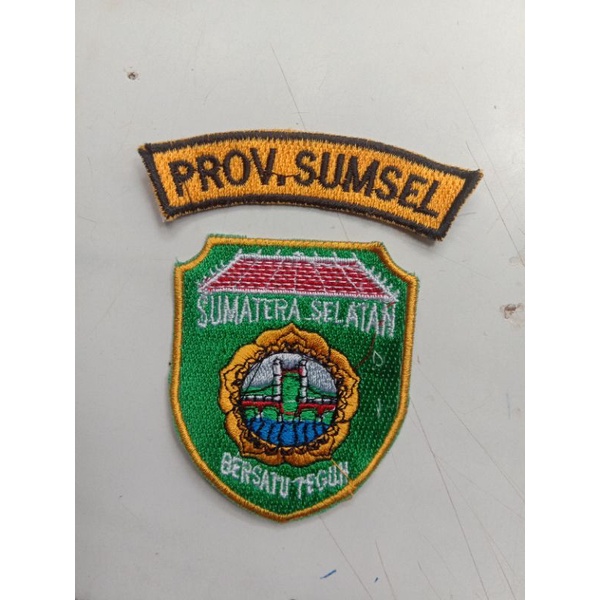 PROV.SUMSEL
SUMATERA SELATAN
BERSATU TEGUH